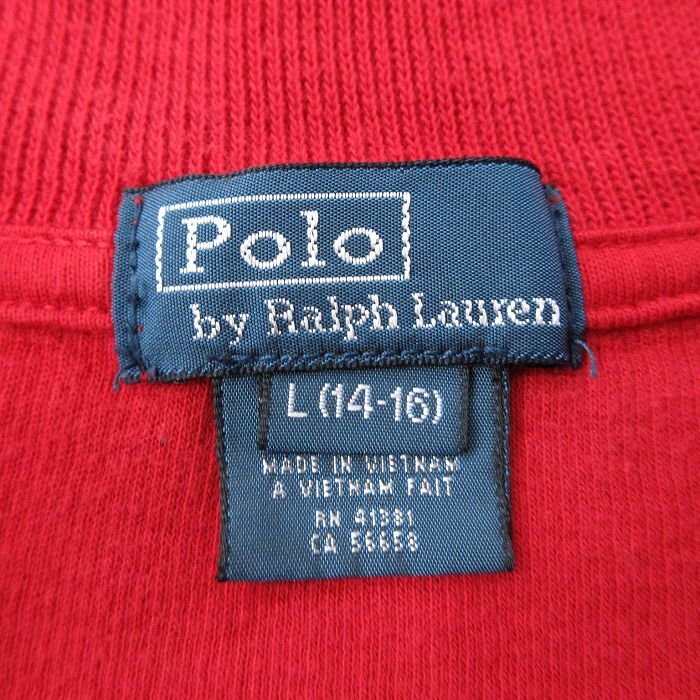 Polo
by Ralph Lauren
L (14-16)
MADE IN VIETNAM
A VIETNAM FAIT
RN 41381
CA 56658